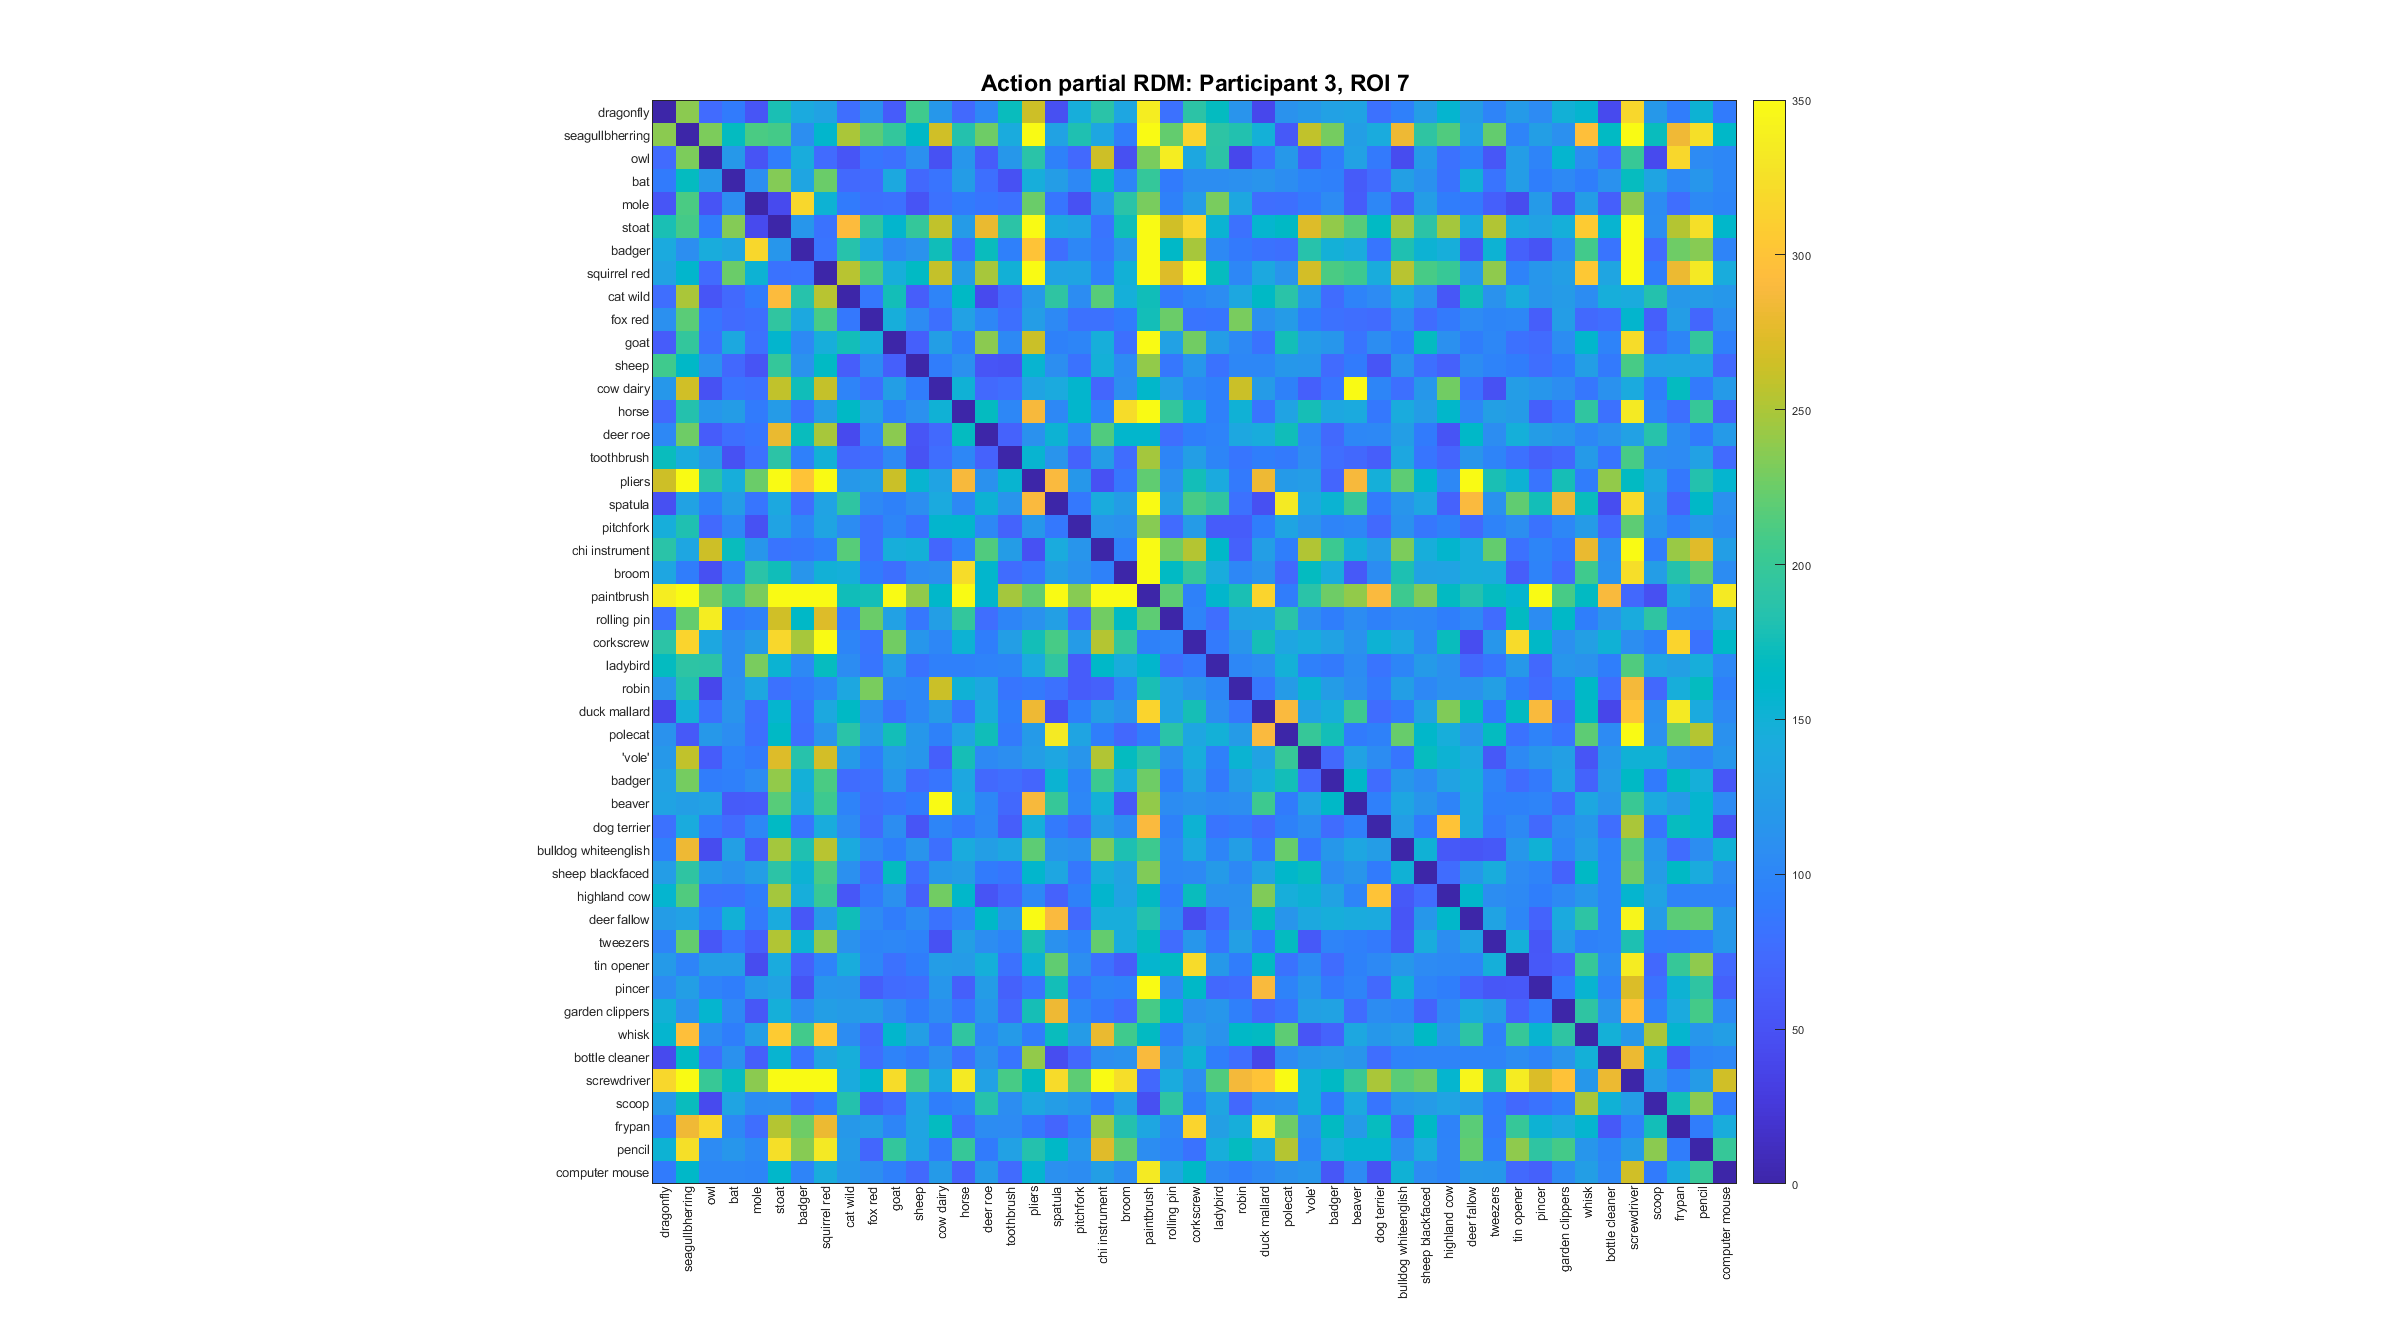 Action partial RDM: Participant 3, ROI 7
dragonfly
seagullbherring
owl
bat
mole
stoat
badger
squirrel red
cat wild
fox red
goat
sheep
cow dairy
horse
deer roe
toothbrush
pliers
spatula
pitchfork
chi instrument
broom
paintbrush
rolling pin
corkscrew
ladybird
robin
duck mallard
polecat
'vole'
badger
beaver
dog terrier
bulldog whiteenglish
sheep blackfaced
highland cow
deer fallow
tweezers
tin opener
pincer
garden clippers
whisk
bottle cleaner
screwdriver
scoop
frypan
pencil
computer mouse
dragonfly
seagullbherring
owl
bat
mole
stoat
badger
squirrel red
cat wild
fox red
goat
sheep
cow dairy
horse
deer roe
toothbrush
pliers
spatula
pitchfork
chi instrument
broom
paintbrush
rolling pin
corkscrew
ladybird
robin
duck mallard
polecat
'vole'
badger
beaver
dog terrier
bulldog whiteenglish
sheep blackfaced
highland cow
deer fallow
tweezers
tin opener
pincer
garden clippers
whisk
bottle cleaner
screwdriver
scoop
frypan
pencil
computer mouse
350
300
250
200
150
100
50
0